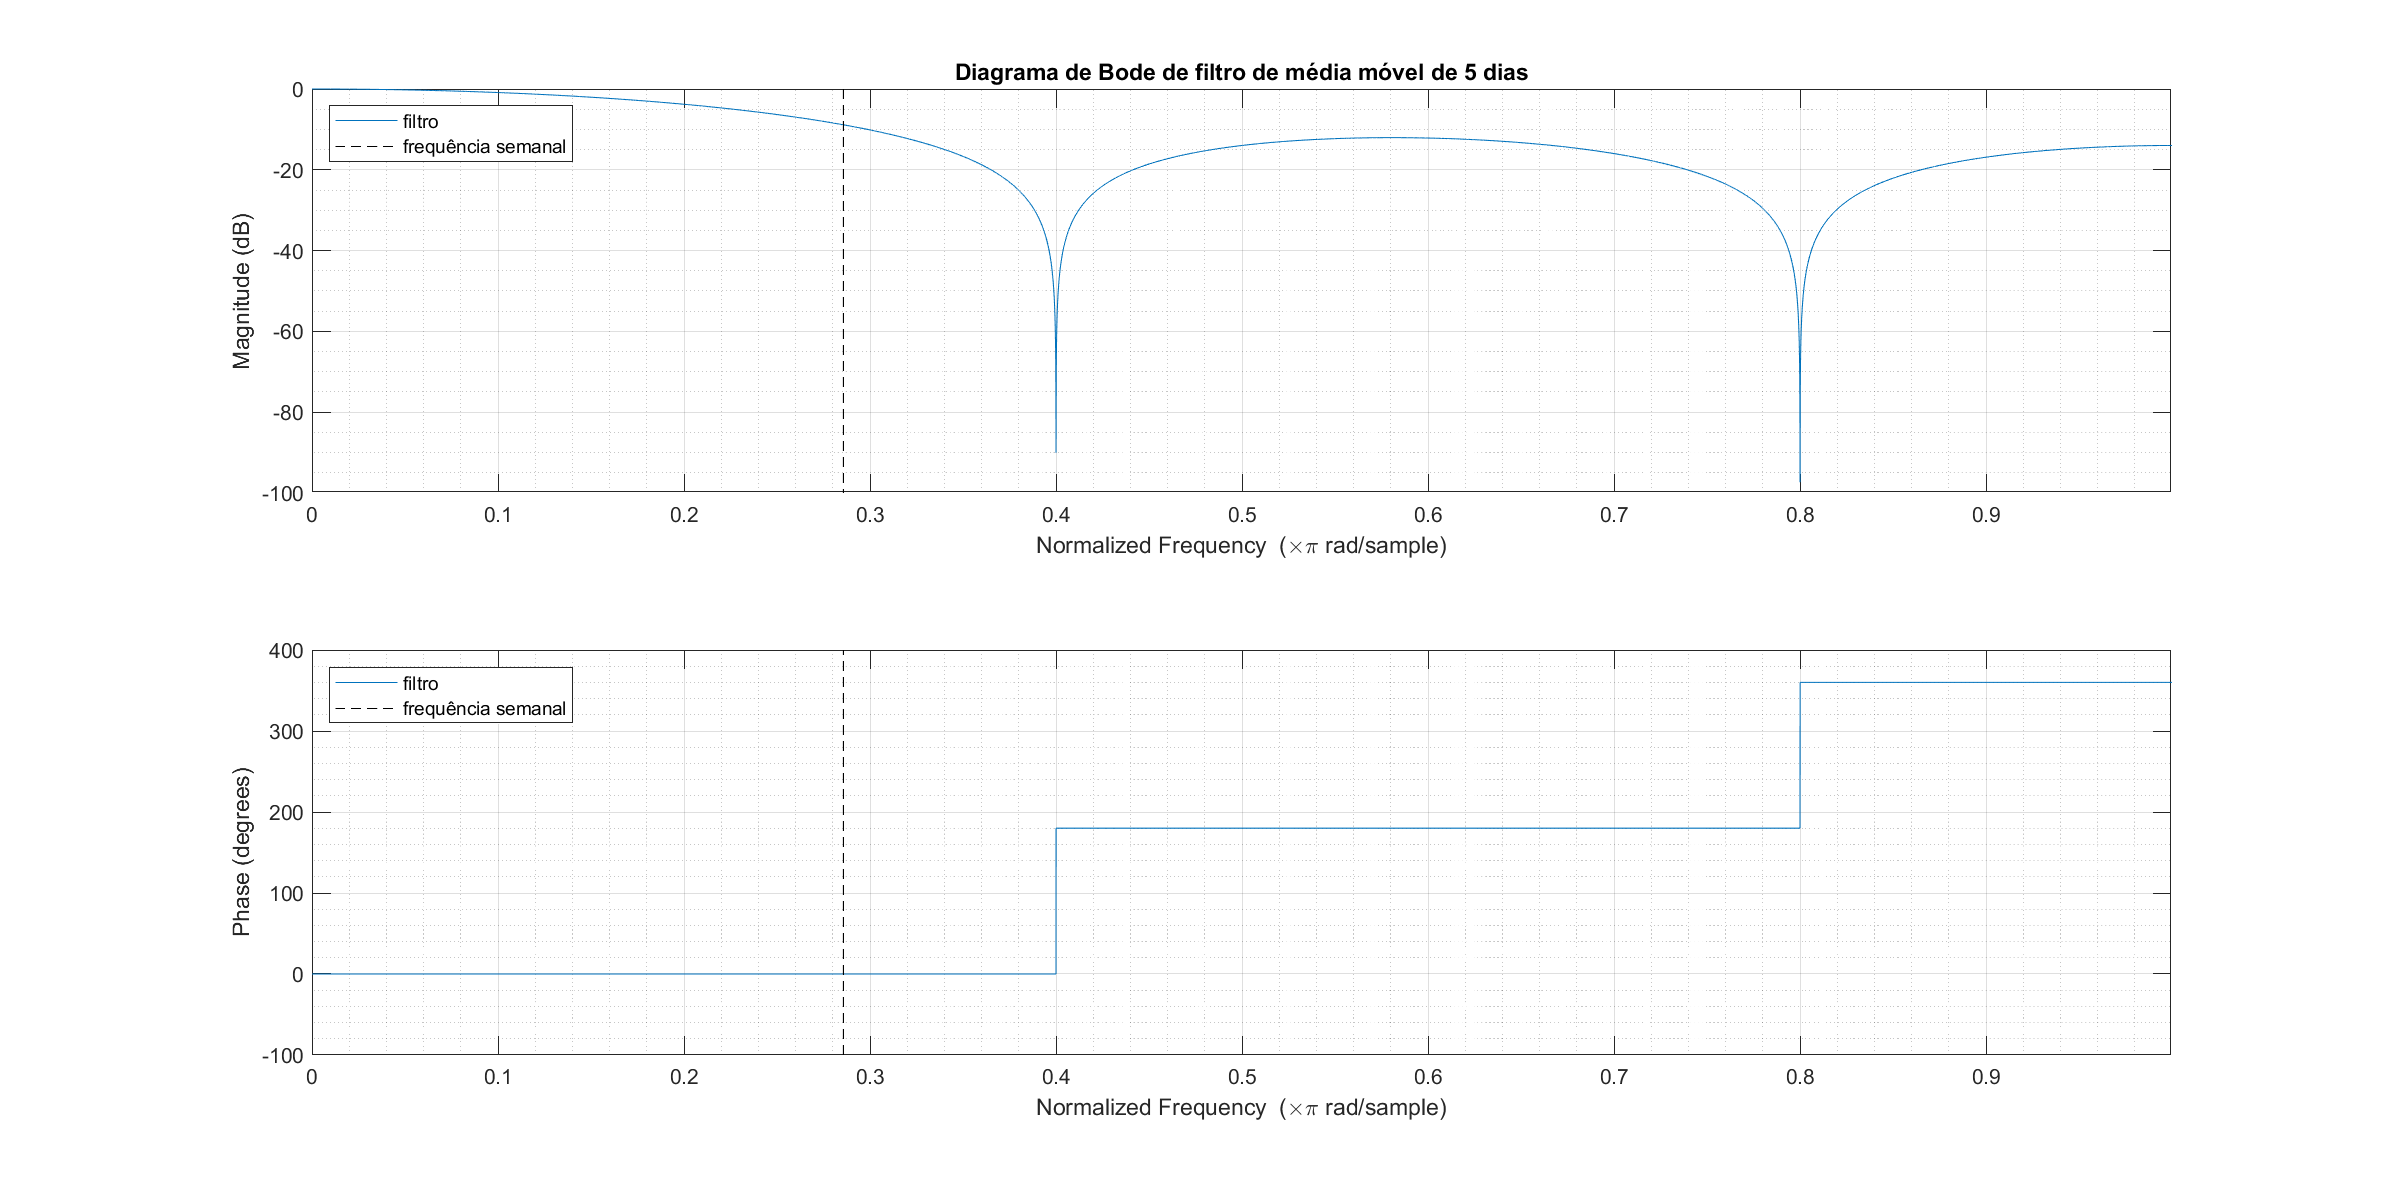 Diagrama de Bode de filtro de média móvel de 5 dias
0
-20
-40
-60
-80
-100
Magnitude (dB)
filtro
frequência semanal
0 0.1 0.2 0.3 0.4 0.5 0.6 0.7 0.8 0.9
Normalized Frequency (×π rad/sample)
400
300
200
100
0
-100
Phase (degrees)
filtro
frequência semanal
0 0.1 0.2 0.3 0.4 0.5 0.6 0.7 0.8 0.9
Normalized Frequency (×π rad/sample)